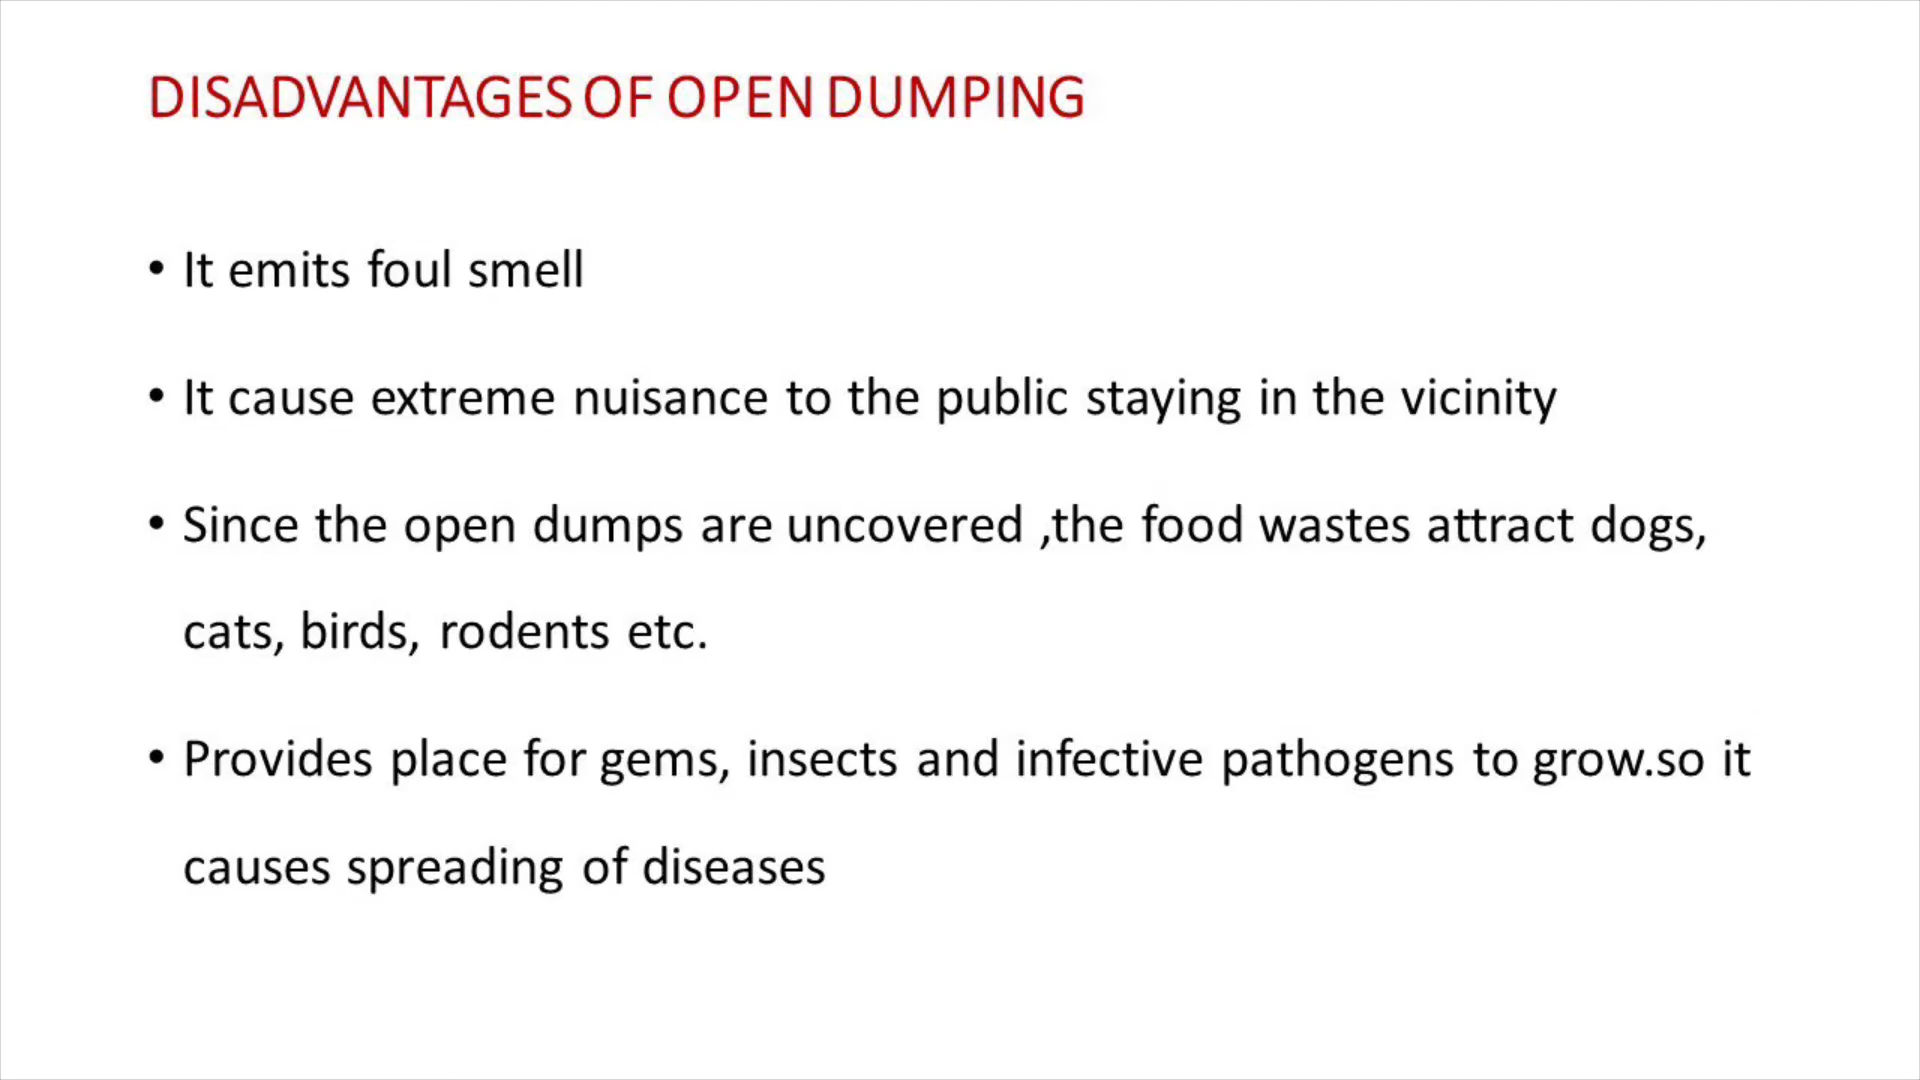 DISADVANTAGES OF OPEN DUMPING
• It emits foul smell
• It cause extreme nuisance to the public staying in the vicinity
• Since the open dumps are uncovered ,the food wastes attract dogs,
cats, birds, rodents etc.
• Provides place for gems, insects and infective pathogens to grow.so it
causes spreading of diseases